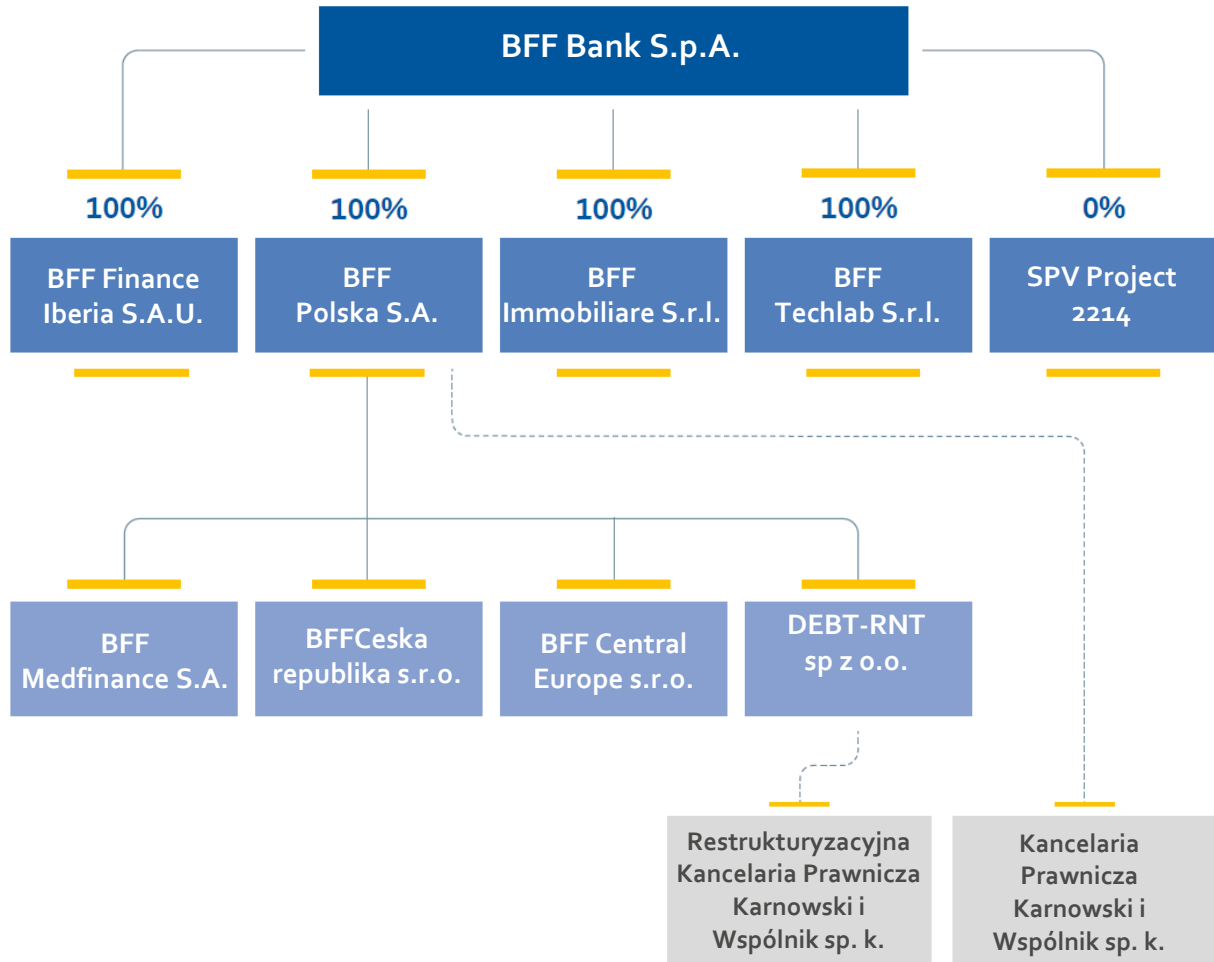 BFF Bank S.p.A.
100%
100%
100%
100%
0%
BFF Finance
Iberia S.A.U.
BFF
Polska S.A.
BFF
Immobiliare S.r.l.
BFF
Techlab S.r.l.
SPV Project
2214
BFF
Medfinance S.A.
BFFCeska
republika s.r.o.
BFF Central
Europe s.r.o.
DEBT-RNT
sp z o.o.
Restrukturyzacyjna
Kancelaria Prawnicza
Karnowski i
Wspólnik sp. k.
Kancelaria
Prawnicza
Karnowski i
Wspólnik sp. k.